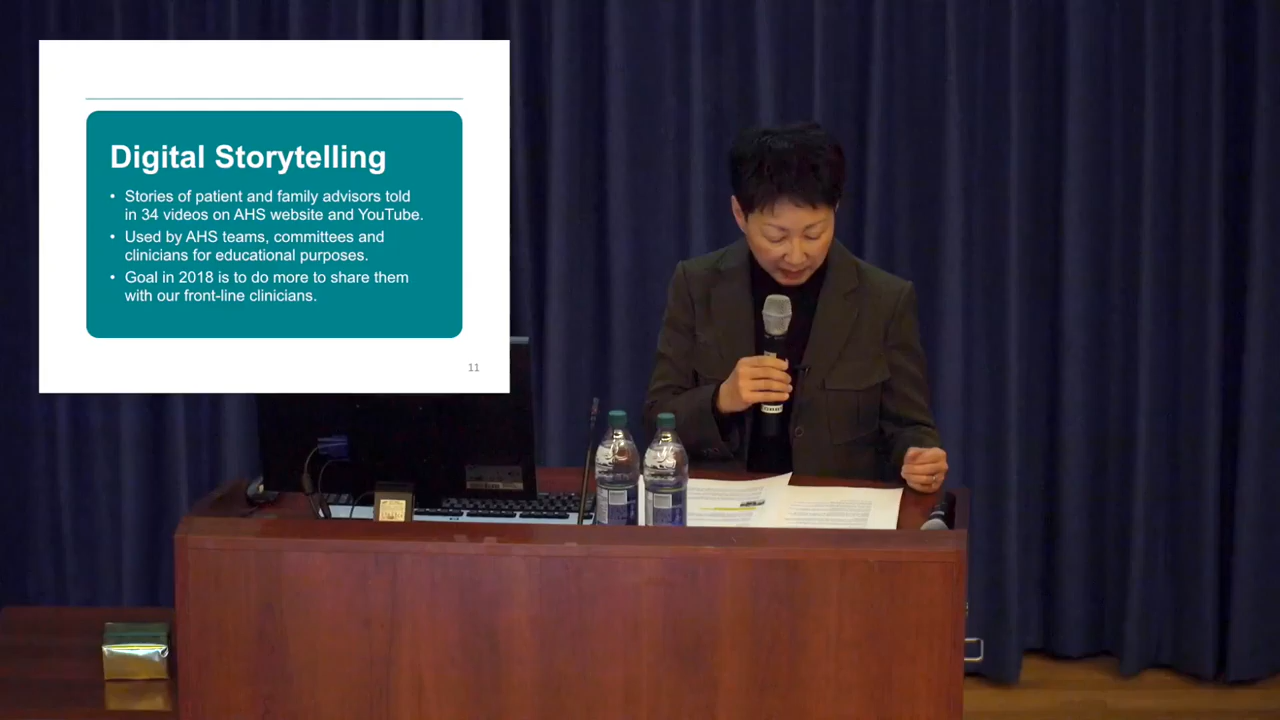 Digital Storytelling
• Stories of patient and family advisors told
in 34 videos on AHS website and YouTube.
• Used by AHS teams, committees and
clinicians for educational purposes.
• Goal in 2018 is to do more to share them
with our front-line clinicians.
11